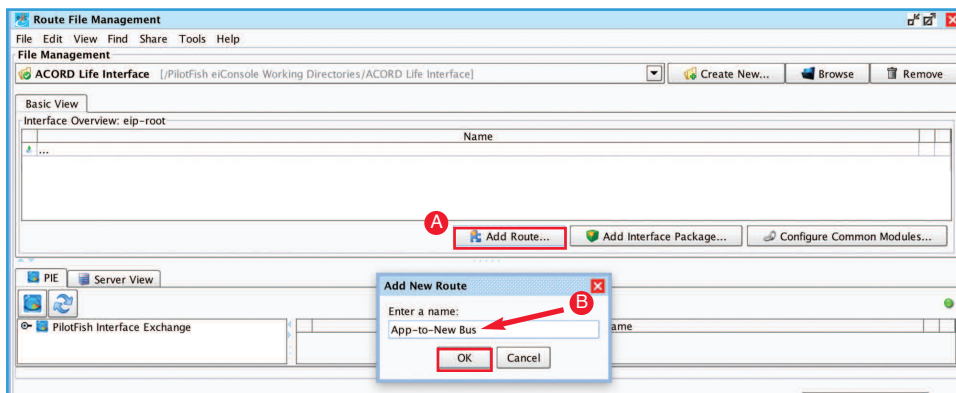 Route File Management
File Edit View Find Share Tools Help
File Management
ACORD Life Interface [/PilotFish eiConsole Working Directories/ACORD Life Interface] Create New... Browse Remove
Basic View
Interface Overview: eip-root
Name
...
A
Add Route... Add Interface Package... Configure Common Modules...
PIE Server View
Add New Route
Enter a name:
B
App-to-New Bus
PilotFish Interface Exchange
OK Cancel